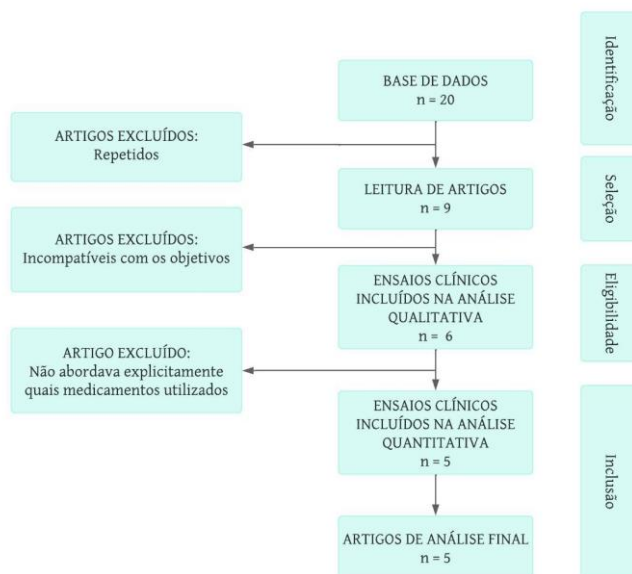 BASE DE DADOS
n = 20
Identificação
ARTIGOS EXCLUÍDOS:
Repetidos
LEITURA DE ARTIGOS
n = 9
Seleção
ARTIGOS EXCLUÍDOS:
Incompatíveis com os objetivos
ENSAIOS CLÍNICOS
INCLUÍDOS NA ANÁLISE
QUALITATIVA
n = 6
Eligibilidade
ARTIGO EXCLUÍDO:
Não abordava explicitamente
quais medicamentos utilizados
ENSAIOS CLÍNICOS
INCLUÍDOS NA ANÁLISE
QUANTITATIVA
n = 5
Inclusão
ARTIGOS DE ANÁLISE FINAL
n = 5